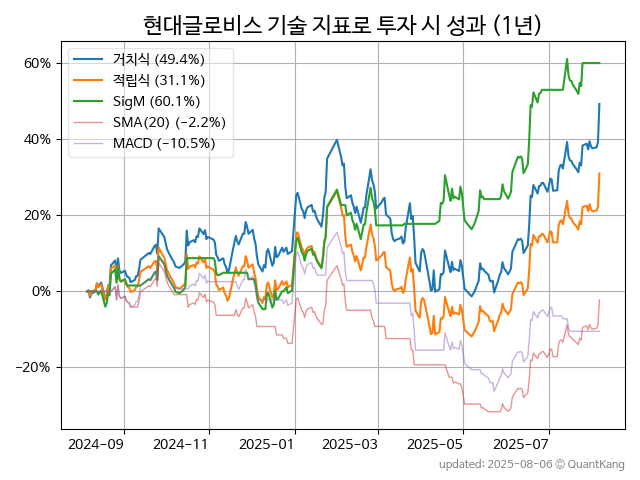 현대글로비스 기술 지표로 투자 시 성과 (1년)
거치식 (49.4%)
적립식 (31.1%)
SigM (60.1%)
SMA(20) (−2.2%)
MACD (−10.5%)
60%
40%
20%
0%
−20%
2024-09
2024-11
2025-01
2025-03
2025-05
2025-07
updated: 2025-08-06 © QuantKang